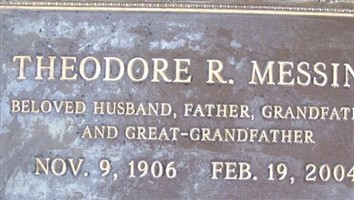 THEODORE R. MESSIN
BELOVED HUSBAND, FATHER, GRANDFAT
AND GREAT-GRANDFATHER
NOV. 9, 1906 FEB. 19, 2004